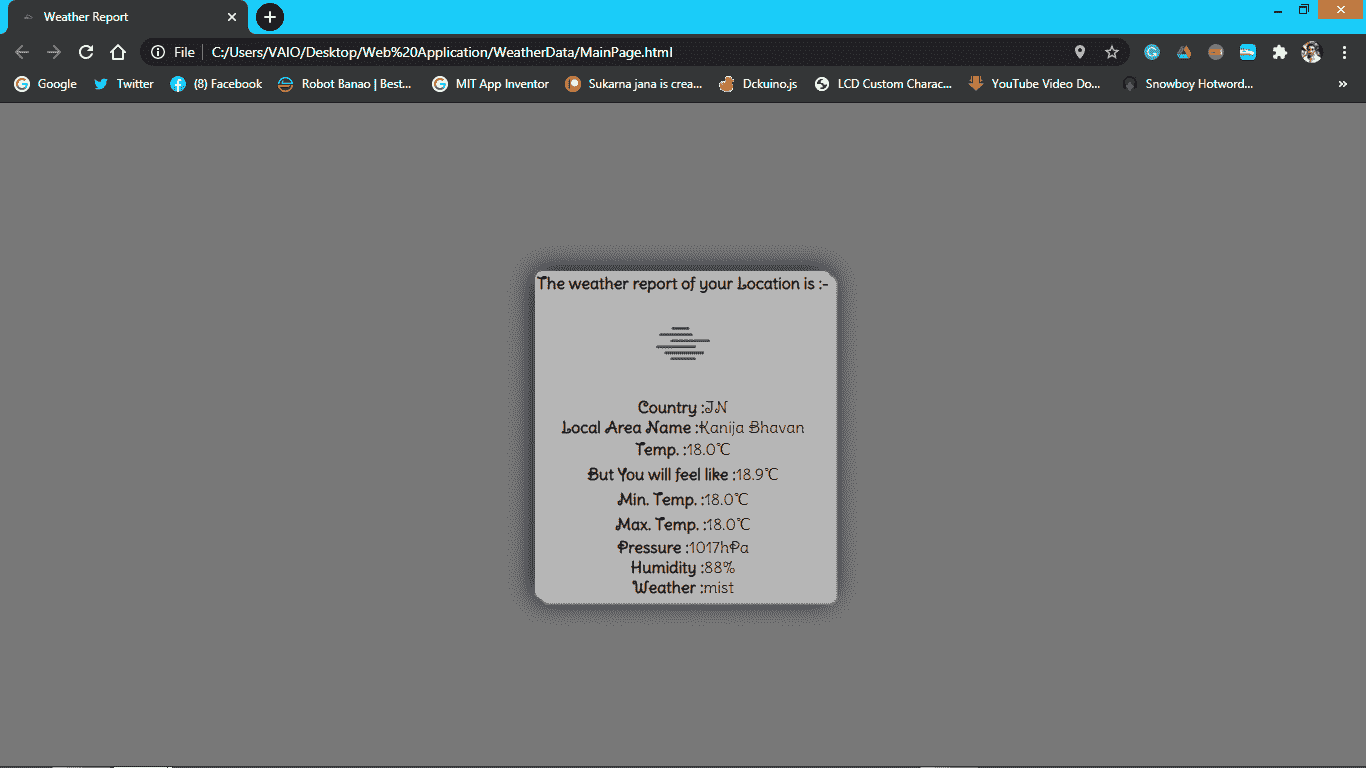 Weather Report
File
C:/Users/VAIO/Desktop/Web%20Application/WeatherData/MainPage.html
Google
Twitter
(8) Facebook
Robot Banao | Best...
MIT App Inventor
Sukarna jana is crea...
Dckuino.js
LCD Custom Charac...
YouTube Video Do...
Snowboy Hotword...
The weather report of your Location is :-
Country :IN
Local Area Name :Kanija Bhavan
Temp. :18.0°C
But You will feel like :18.9°C
Min. Temp. :18.0°C
Max. Temp. :18.0°C
Pressure :1017hPa
Humidity :88%
Weather :mist